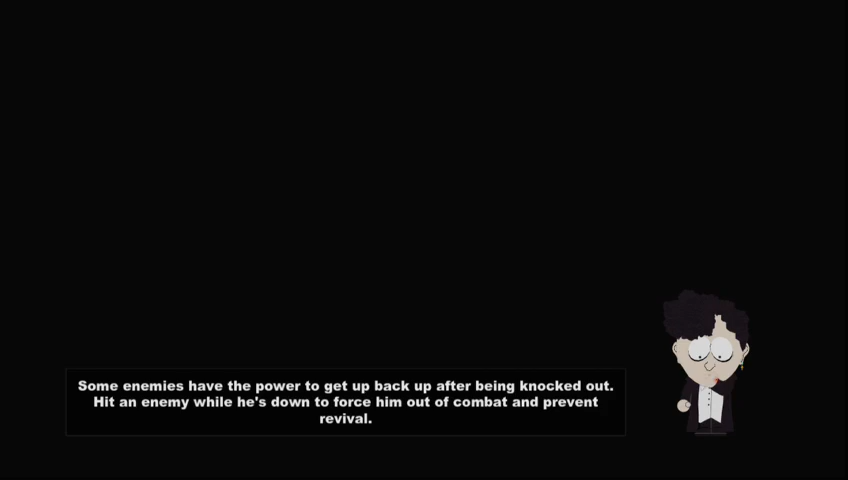 Some enemies have the power to get up back up after being knocked out.
Hit an enemy while he's down to force him out of combat and prevent
revival.